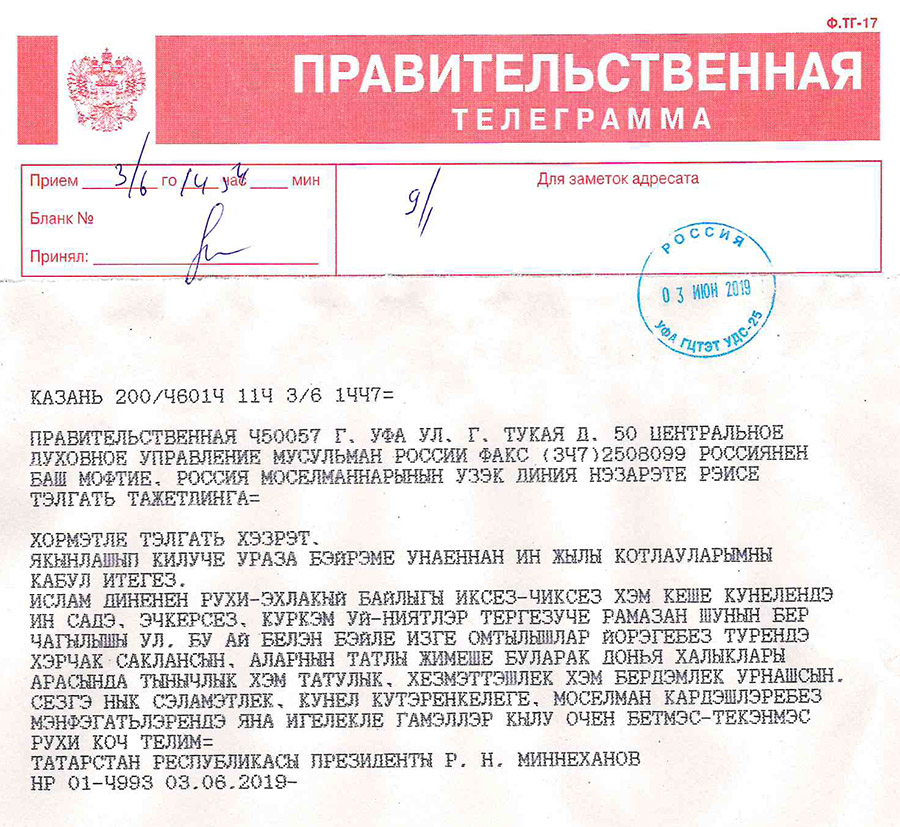 Ф.ТГ-17
ПРАВИТЕЛЬСТВЕННАЯ
ТЕЛЕГРАММА
Прием 3/6 го 14 час 54 мин
Бланк №
Принял:
Для заметок адресата
9/11
РОССИЯ
03 ИЮН 2019
УФА ГЦТЭТ УДС-25
КАЗАНЬ 200/Ч601Ч 11Ч 3/6 1ЧЧ7=
ПРАВИТЕЛЬСТВЕННАЯ Ч50057 Г. УФА УЛ. Г. ТУКАЯ Д. 50 ЦЕНТРАЛЬНОЕ
ДУХОВНОЕ УПРАВЛЕНИЕ МУСУЛЬМАН РОССИИ ФАКС (3Ч7)2508099 РОССИЯНЕН
БАШ МОФТИЕ, РОССИЯ МОСЕЛМАННАРЫНЫН УЗЭК ДИНИЯ НЭЗАРЭТЕ РЭИСЕ
ТЭЛГАТЬ ТАЖЕТДИНГА=
ХОРМЭТЛЕ ТЭЛГАТЬ ХЭЗРЭТ,
ЯКЫНЛАШЫП КИЛУЧЕ УРАЗА БЭЙРЭМЕ УНАЕННАН ИН ЖЫЛЫ КОТЛАУЛАРЫМНЫ
КАБУЛ ИТЕГЕЗ.
ИСЛАМ ДИНЕНЕН РУХИ-ЭХЛАКЫЙ БАЙЛЫГЫ ИКСЕЗ-ЧИКСЕЗ ХЭМ КЕШЕ КУНЕЛЕНДЭ
ИН САДЭ, ЭЧКЕРСЕЗ, КУРКЭМ УЙ-НИЯТЛЭР ТЕРГЕЗУЧЕ РАМАЗАН ШУНЫН БЕР
ЧАГЫЛЫШЫ УЛ. БУ АЙ БЕЛЭН БЭЙЛЕ ИЗГЕ ОМТЫЛЫШЛАР ЙОРЭГЕБЕЗ ТУРЕНДЭ
ХЭРЧАК САКЛАНСЫН, АЛАРНЫН ТАТЛЫ ЖИМЕШЕ БУЛАРАК ДОНЬЯ ХАЛЫКЛАРЫ
АРАСЫНДА ТЫНЫЧЛЫК ХЭМ ТАТУЛЫК, ХЕЗМЭТТЭШЛЕК ХЭМ БЕРДЭМЛЕК УРНАШСЫН.
СЕЗГЭ НЫК СЭЛАМЭТЛЕК, КУНЕЛ КУТЭРЕНКЕЛЕГЕ, МОСЕЛМАН КАРДЭШЛЭРЕБЕЗ
МЭНФЭГАТЬЛЭРЕНДЭ ЯНА ИГЕЛЕКЛЕ ГАМЭЛЛЭР КЫЛУ ОЧЕН БЕТМЭС-ТЕКЭНМЭС
РУХИ КОЧ ТЕЛИМ=
ТАТАРСТАН РЕСПУБЛИКАСЫ ПРЕЗИДЕНТЫ Р. Н. МИННЕХАНОВ
НР 01-Ч993 03.06.2019-